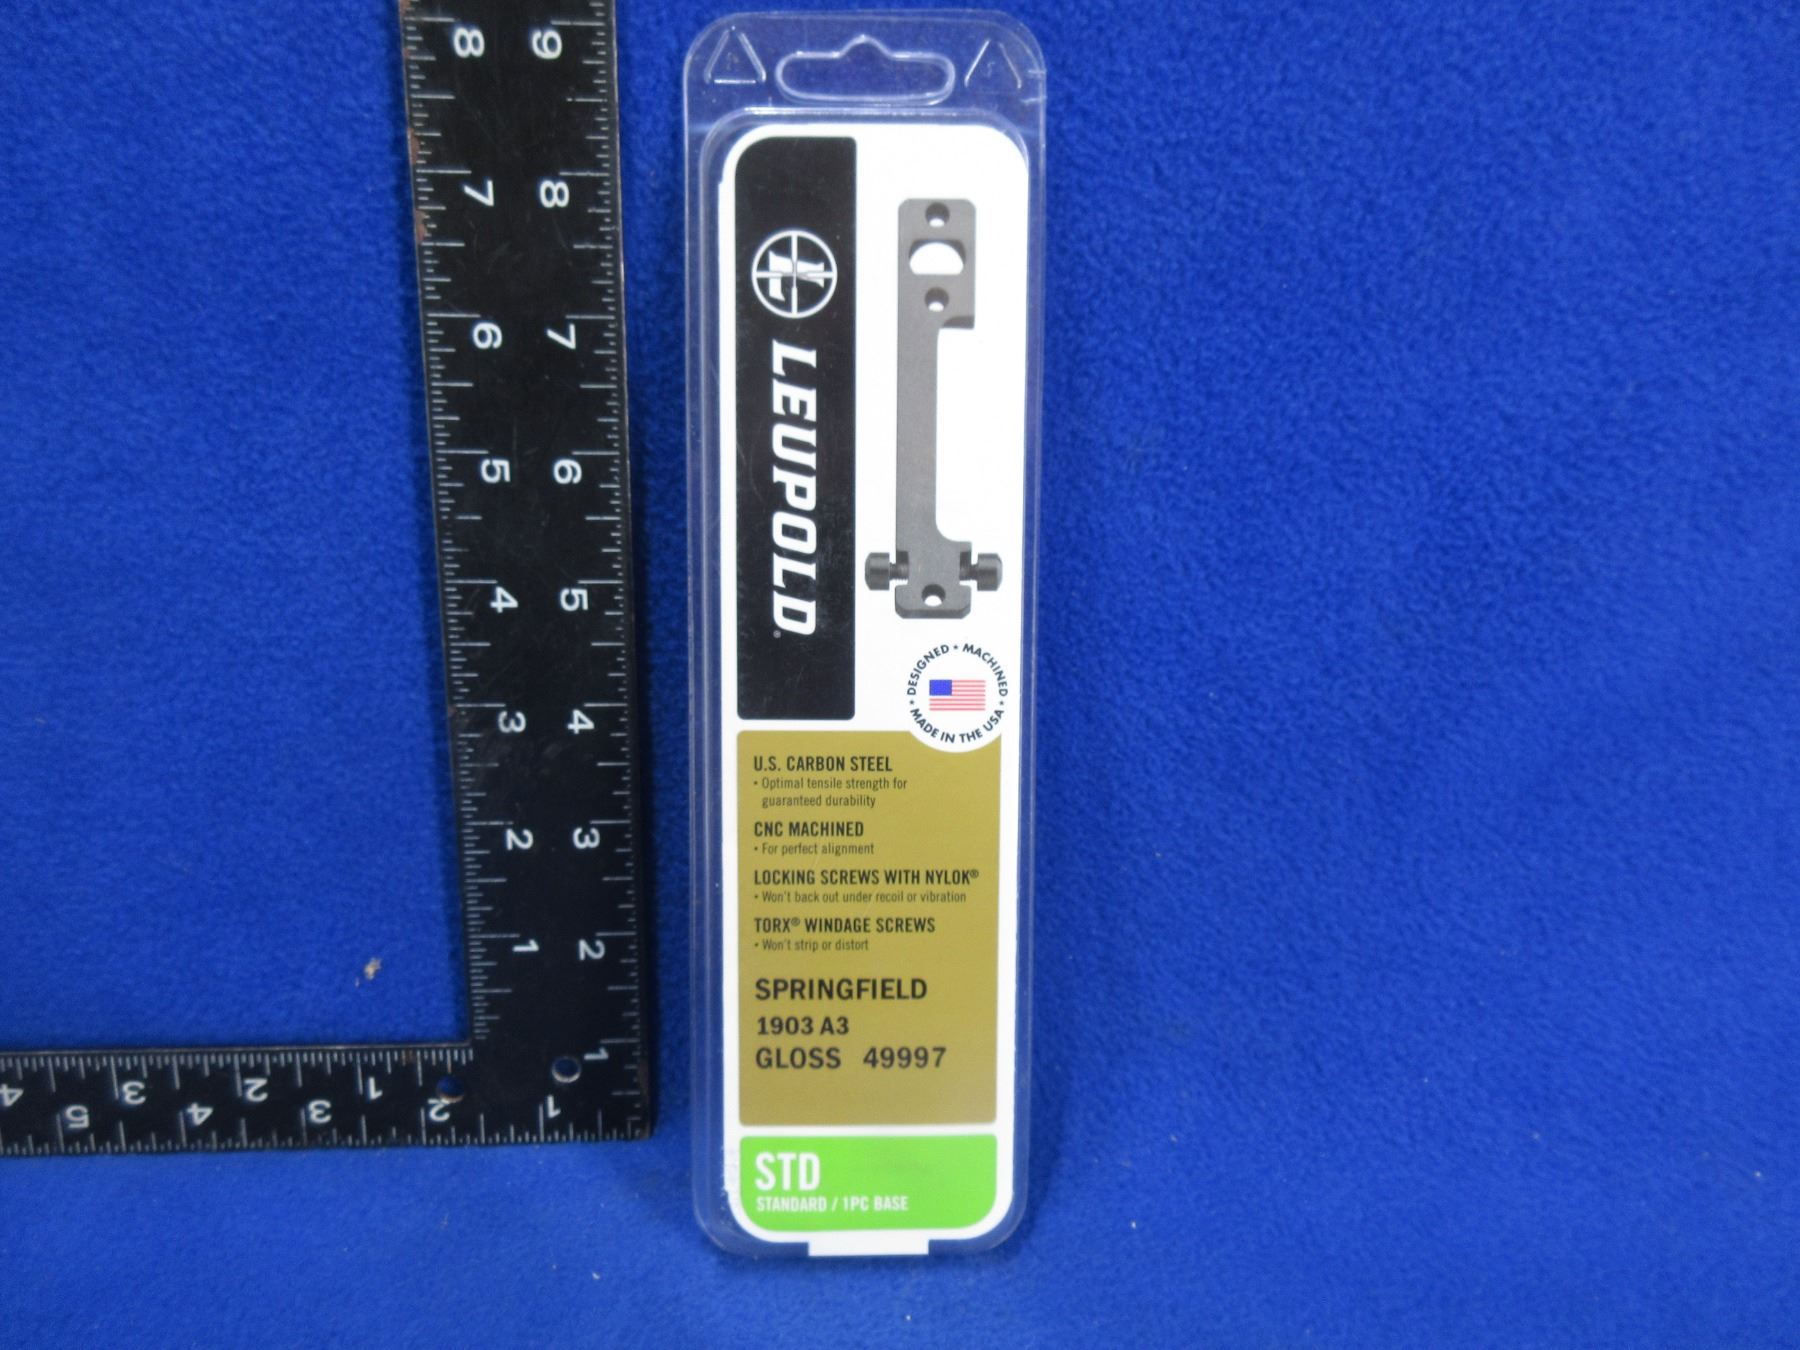 8 9
7 8
6 7
5 6
4 5
3 4
2 3
1 2
1
4 3 2 1
5 4 3 2 1
L
LEUPOLD®
DESIGNED • MACHINED • MADE IN THE USA •
U.S. CARBON STEEL
• Optimal tensile strength for
guaranteed durability
CNC MACHINED
• For perfect alignment
LOCKING SCREWS WITH NYLOK®
• Won't back out under recoil or vibration
TORX® WINDAGE SCREWS
• Won't strip or distort
SPRINGFIELD
1903 A3
GLOSS 49997
STD
STANDARD / 1PC BASE